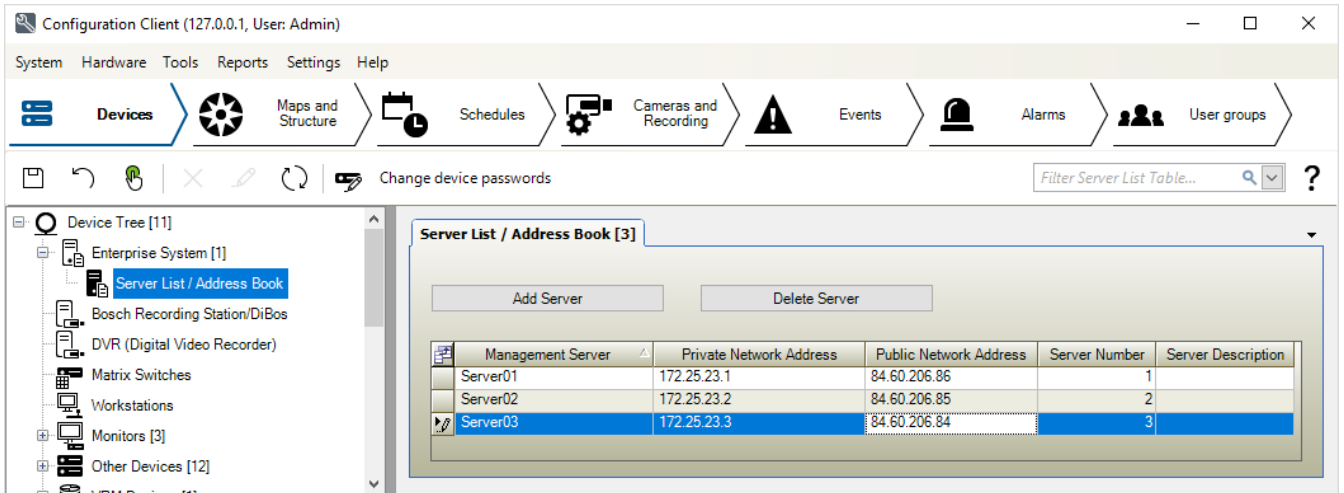 Configuration Client (127.0.0.1, User: Admin)
System Hardware Tools Reports Settings Help
Devices
Maps and
Structure
Schedules
Cameras and
Recording
Events
Alarms
User groups
Change device passwords
Filter Server List Table...
?
Device Tree [11]
Enterprise System [1]
Server List / Address Book
Bosch Recording Station/DiBos
DVR (Digital Video Recorder)
Matrix Switches
Workstations
Monitors [3]
Other Devices [12]
Server List / Address Book [3]
Add Server Delete Server
Management Server Private Network Address Public Network Address Server Number Server Description
Server01 172.25.23.1 84.60.206.86 1
Server02 172.25.23.2 84.60.206.85 2
Server03 172.25.23.3 84.60.206.84 3